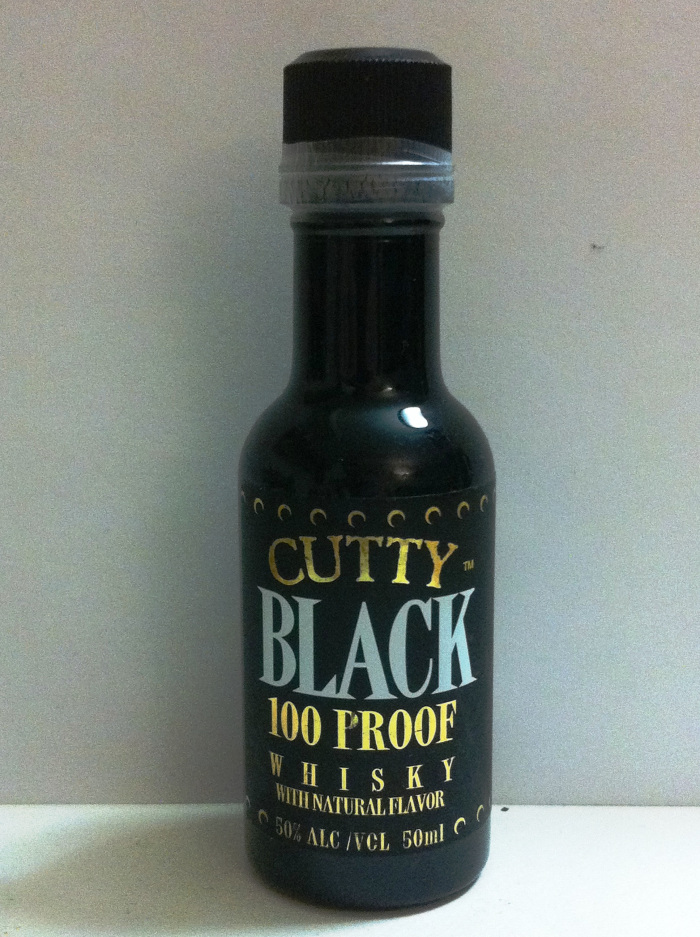 CUTTY™
BLACK
100 PROOF
WHISKY
WITH NATURAL FLAVOR
50% ALC/VOL 50ml